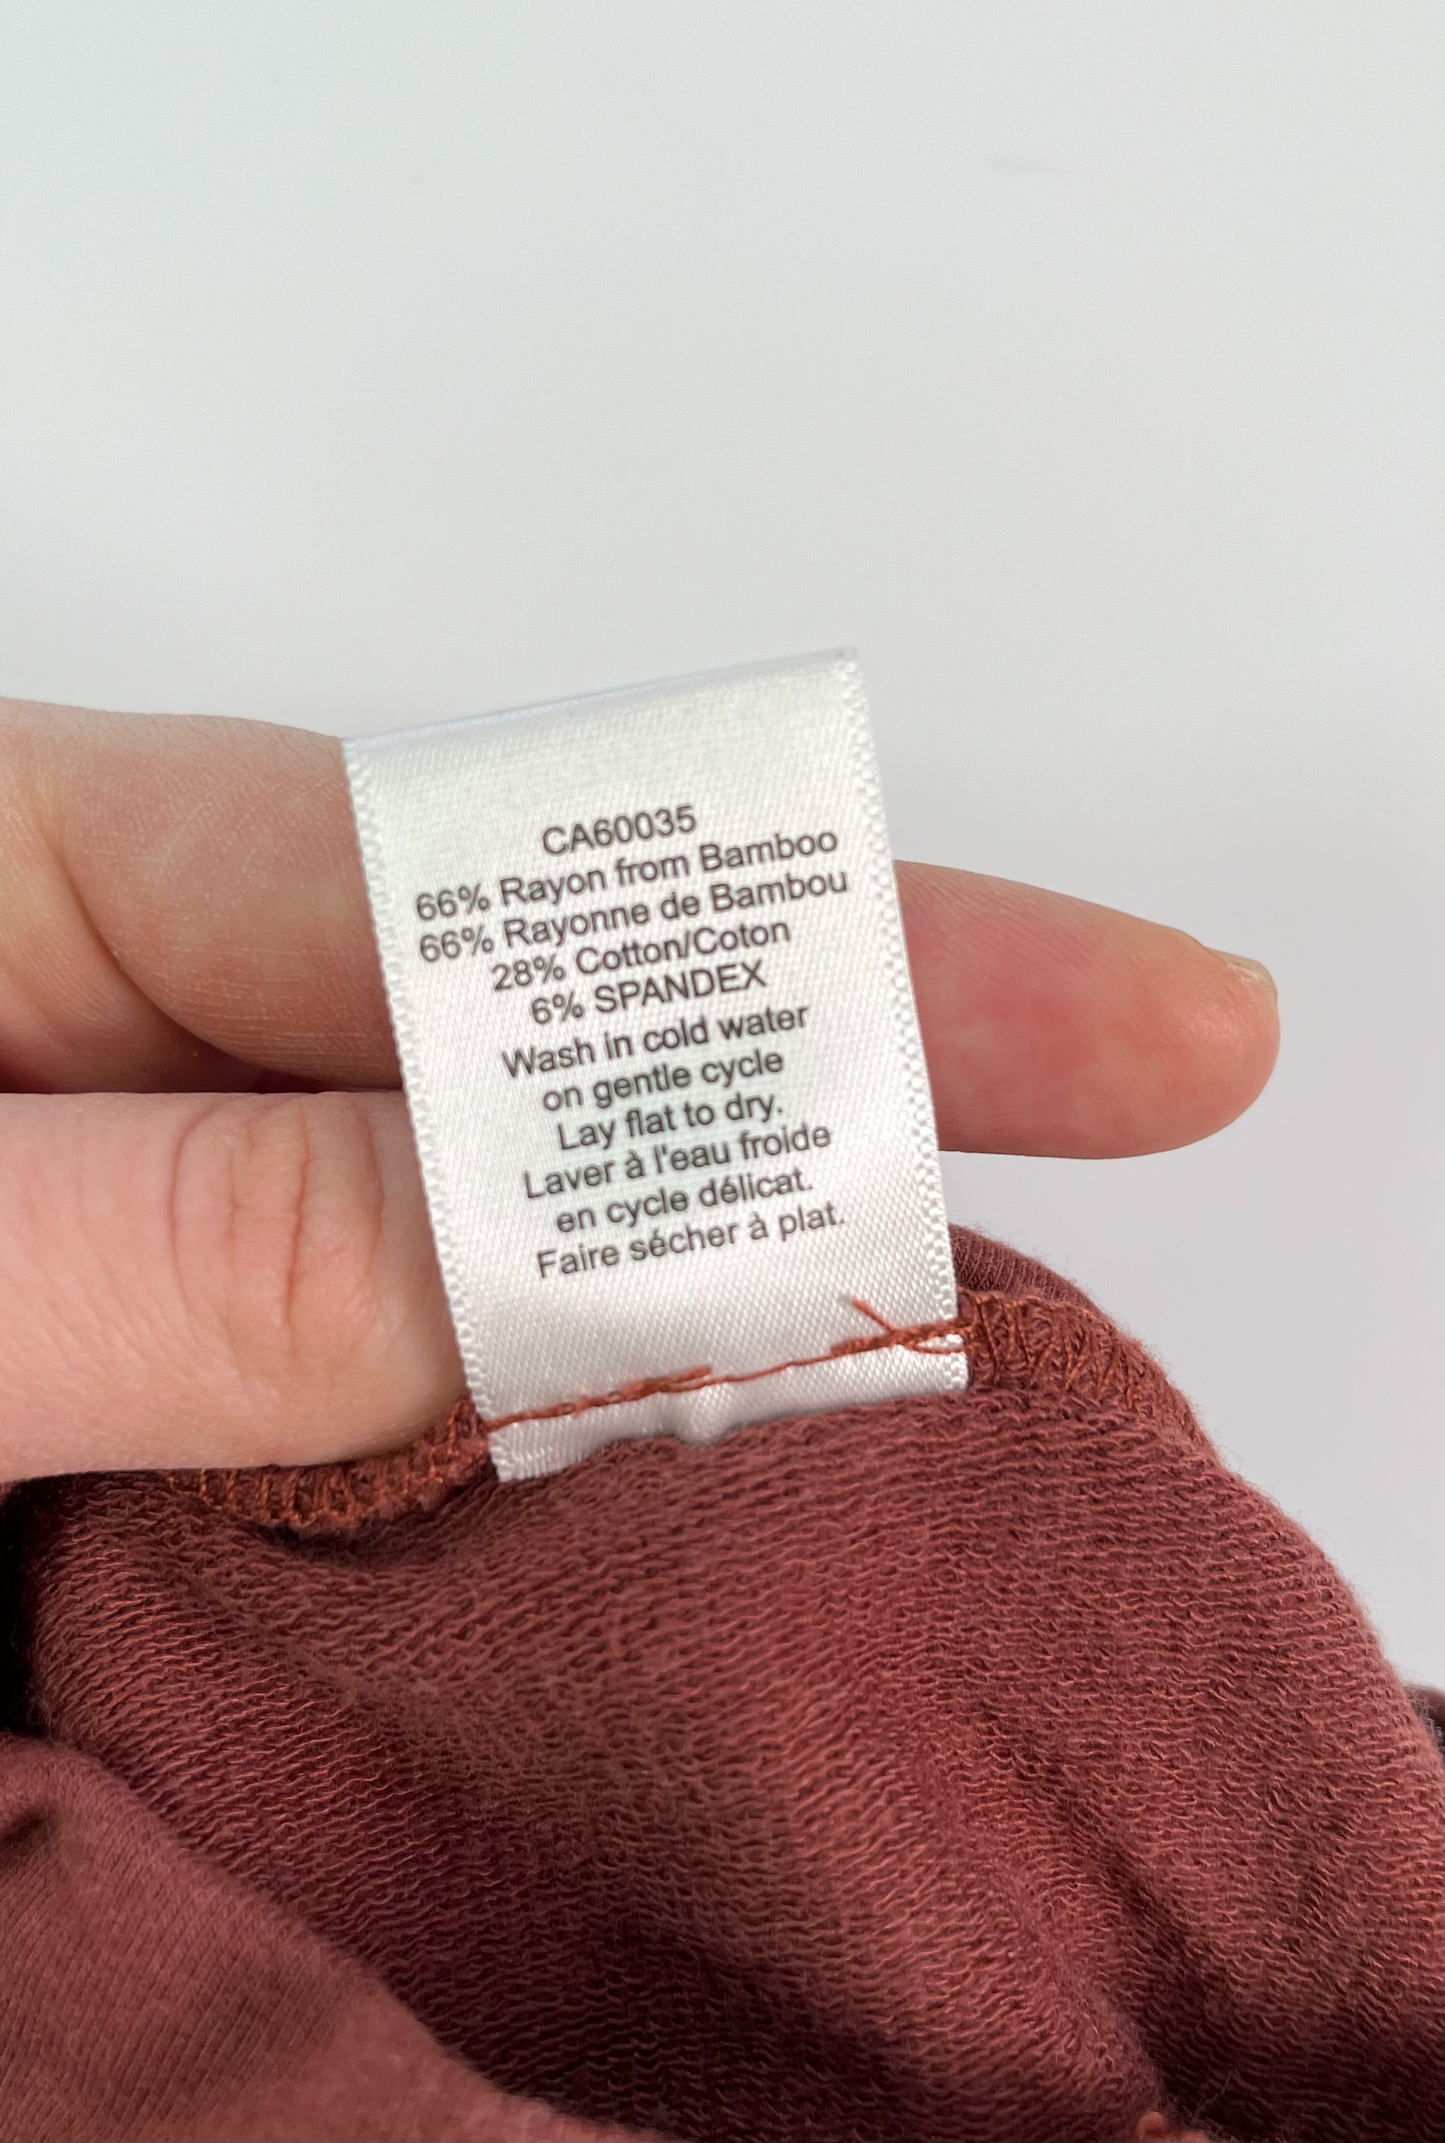 CA60035
66% Rayon from Bamboo
66% Rayonne de Bambou
28% Cotton/Coton
6% SPANDEX
Wash in cold water
on gentle cycle
Lay flat to dry.
Laver à l'eau froide
en cycle délicat.
Faire sécher à plat.